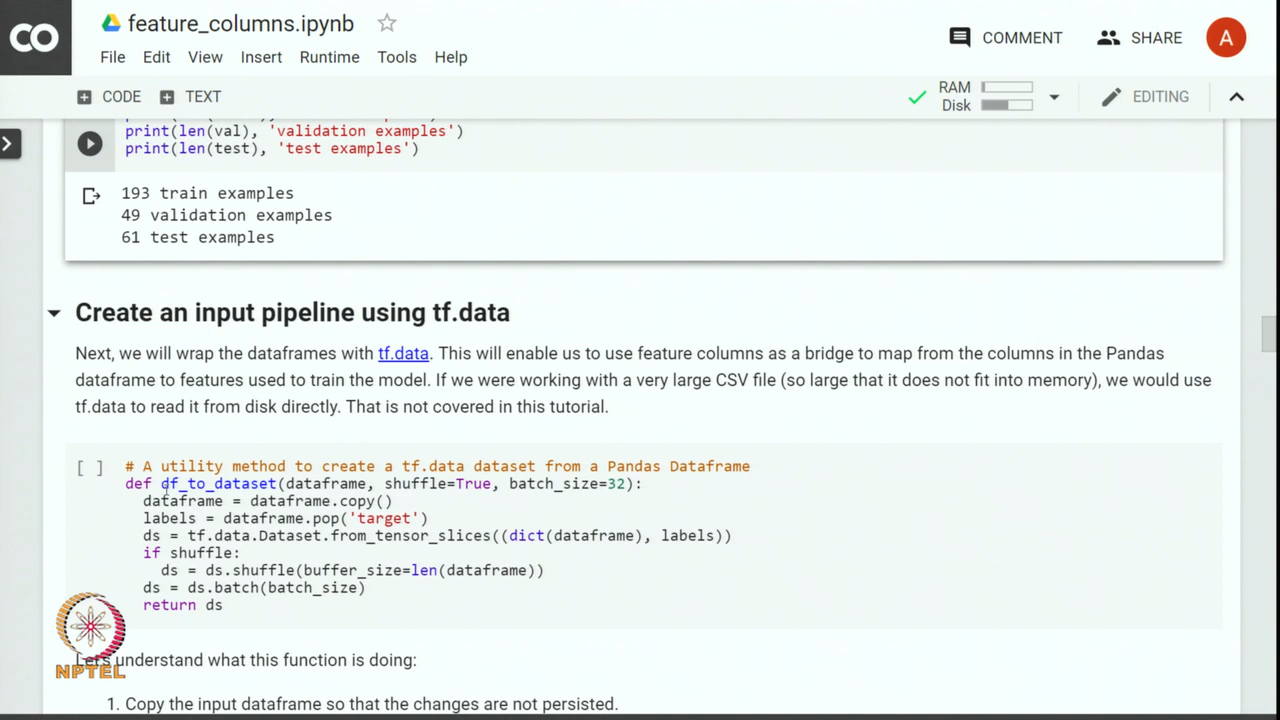 CO
feature_columns.ipynb
File Edit View Insert Runtime Tools Help
COMMENT
SHARE
A
CODE
TEXT
RAM
Disk
EDITING
print(len(val), 'validation examples')
print(len(test), 'test examples')
193 train examples
49 validation examples
61 test examples
Create an input pipeline using tf.data
Next, we will wrap the dataframes with tf.data. This will enable us to use feature columns as a bridge to map from the columns in the Pandas
dataframe to features used to train the model. If we were working with a very large CSV file (so large that it does not fit into memory), we would use
tf.data to read it from disk directly. That is not covered in this tutorial.
[ ] # A utility method to create a tf.data dataset from a Pandas Dataframe
def df_to_dataset(dataframe, shuffle=True, batch_size=32):
dataframe = dataframe.copy()
labels = dataframe.pop('target')
ds = tf.data.Dataset.from_tensor_slices((dict(dataframe), labels))
if shuffle:
ds = ds.shuffle(buffer_size=len(dataframe))
ds = ds.batch(batch_size)
return ds
Lets understand what this function is doing:
NPTEL
1. Copy the input dataframe so that the changes are not persisted.